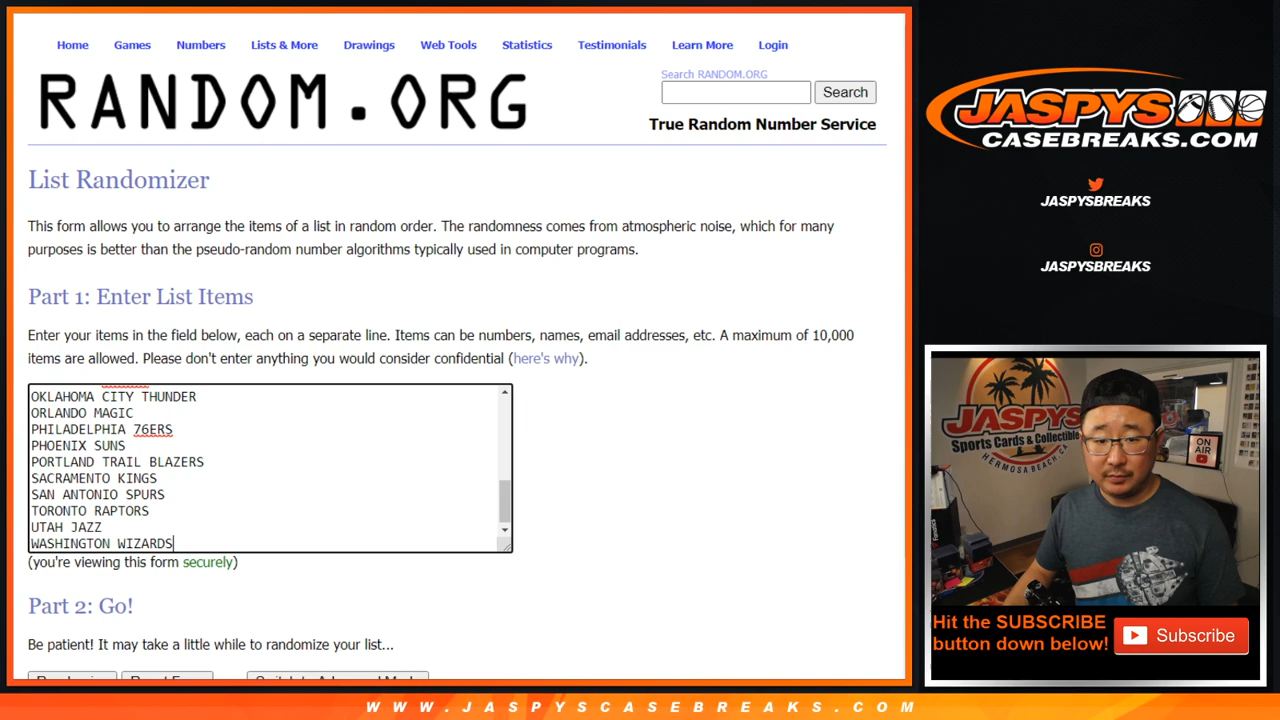 Home Games Numbers Lists & More Drawings Web Tools Statistics Testimonials Learn More Login
RANDOM.ORG
Search RANDOM.ORG
Search
True Random Number Service
List Randomizer
This form allows you to arrange the items of a list in random order. The randomness comes from atmospheric noise, which for many
purposes is better than the pseudo-random number algorithms typically used in computer programs.
Part 1: Enter List Items
Enter your items in the field below, each on a separate line. Items can be numbers, names, email addresses, etc. A maximum of 10,000
items are allowed. Please don't enter anything you would consider confidential (here's why).
OKLAHOMA CITY THUNDER
ORLANDO MAGIC
PHILADELPHIA 76ERS
PHOENIX SUNS
PORTLAND TRAIL BLAZERS
SACRAMENTO KINGS
SAN ANTONIO SPURS
TORONTO RAPTORS
UTAH JAZZ
WASHINGTON WIZARDS
(you're viewing this form securely)
Part 2: Go!
Be patient! It may take a little while to randomize your list...
JASPYS
CASEBREAKS.COM
JASPYSBREAKS
JASPYSBREAKS
JASPYS
Sports Cards & Collectibles
HERMOSA BEACH, CA
ON
AIR
Hit the SUBSCRIBE
button down below!
Subscribe
WWW.JASPYSCASEBREAKS.COM